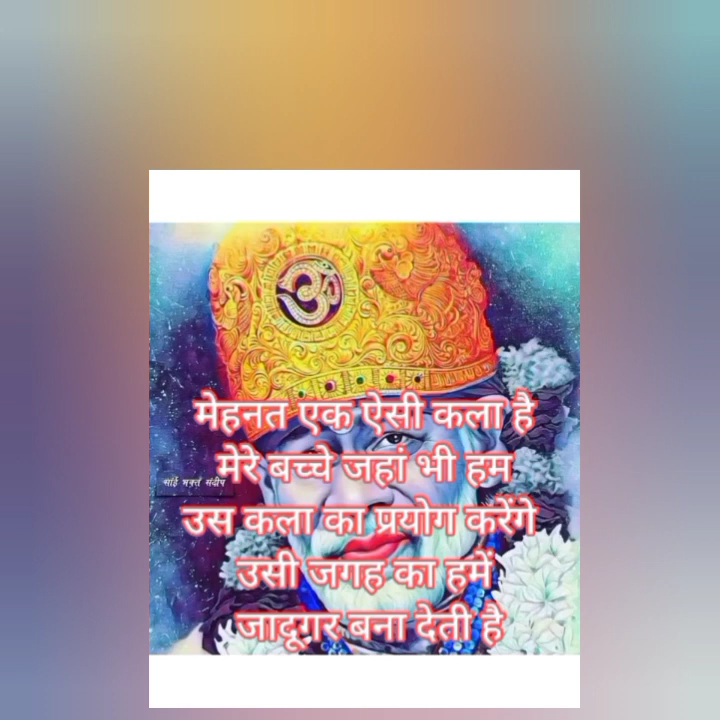 ॐ
मेहनत एक ऐसी कला है
मेरे बच्चे जहां भी हम
साईं भक्त संदीप
उस कला का प्रयोग करेंगे
उसी जगह का हमें
जादूगर बना देती है